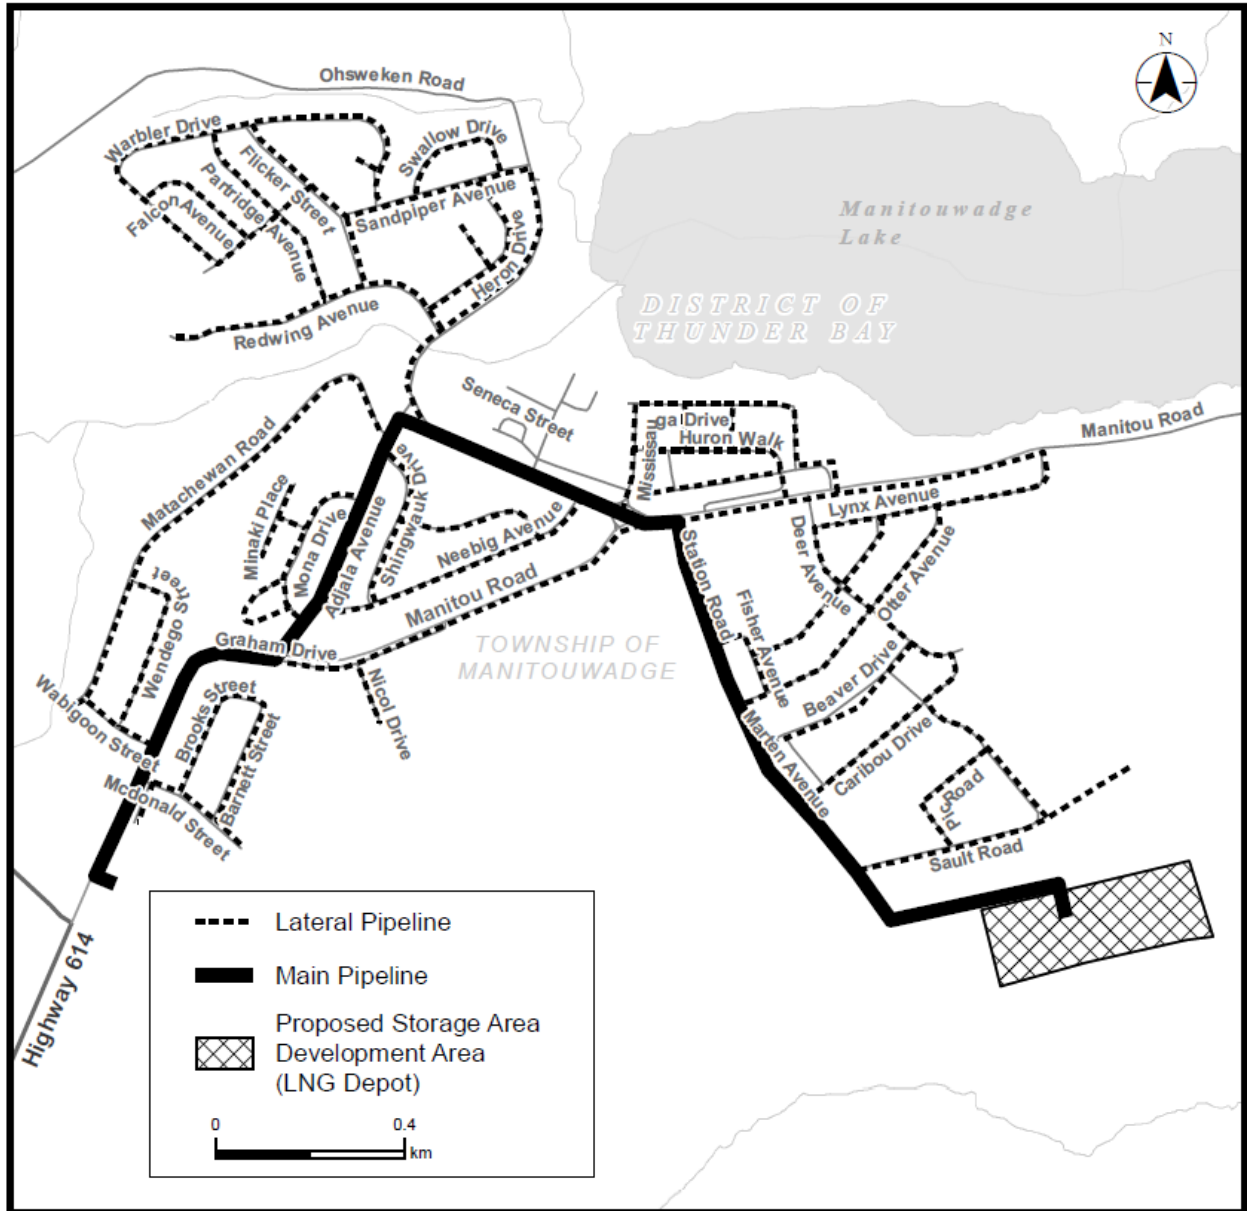 N
Ohsweken Road
Warbler Drive
Swallow Drive
Flicker Street
Partridge Avenue
Falcon Avenue
Sandpiper Avenue
Heron Drive
Redwing Avenue
Manitouwadge
Lake
DISTRICT OF
THUNDER BAY
Seneca Street
Mississau
ga Drive
Huron Walk
Manitou Road
Matachewan Road
Minaki Place
Mona Drive
Adjala Avenue
Shingwauk Drive
Neebig Avenue
Manitou Road
Lynx Avenue
Deer Avenue
Otter Avenue
Station Road
Fisher Avenue
Beaver Drive
Wendego Street
Graham Drive
TOWNSHIP OF
MANITOUWADGE
Nicol Drive
Wabigoon Street
Brooks Street
Barnett Street
Mcdonald Street
Marten Avenue
Caribou Drive
Pic Road
Sault Road
Highway 614
Lateral Pipeline
Main Pipeline
Proposed Storage Area
Development Area
(LNG Depot)
0 0.4
km